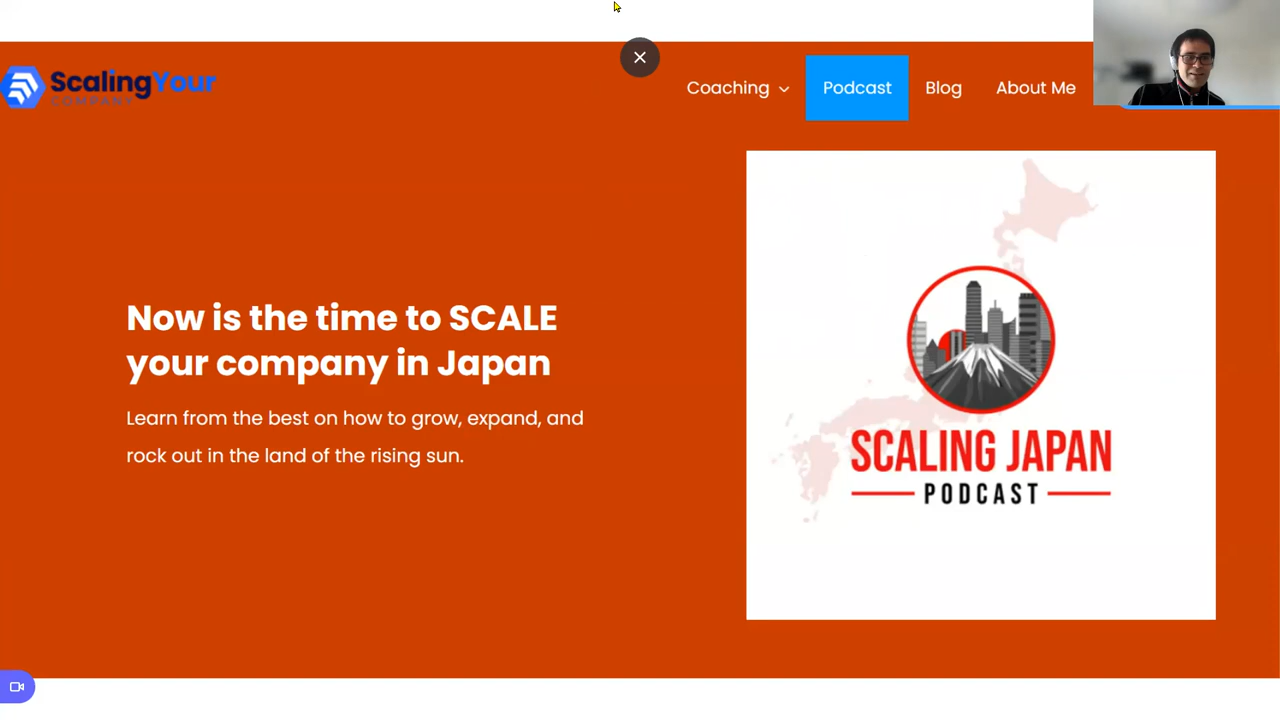 ScalingYour
COMPANY
Coaching
Podcast
Blog
About Me
Now is the time to SCALE
your company in Japan
Learn from the best on how to grow, expand, and
rock out in the land of the rising sun.
SCALING JAPAN
PODCAST